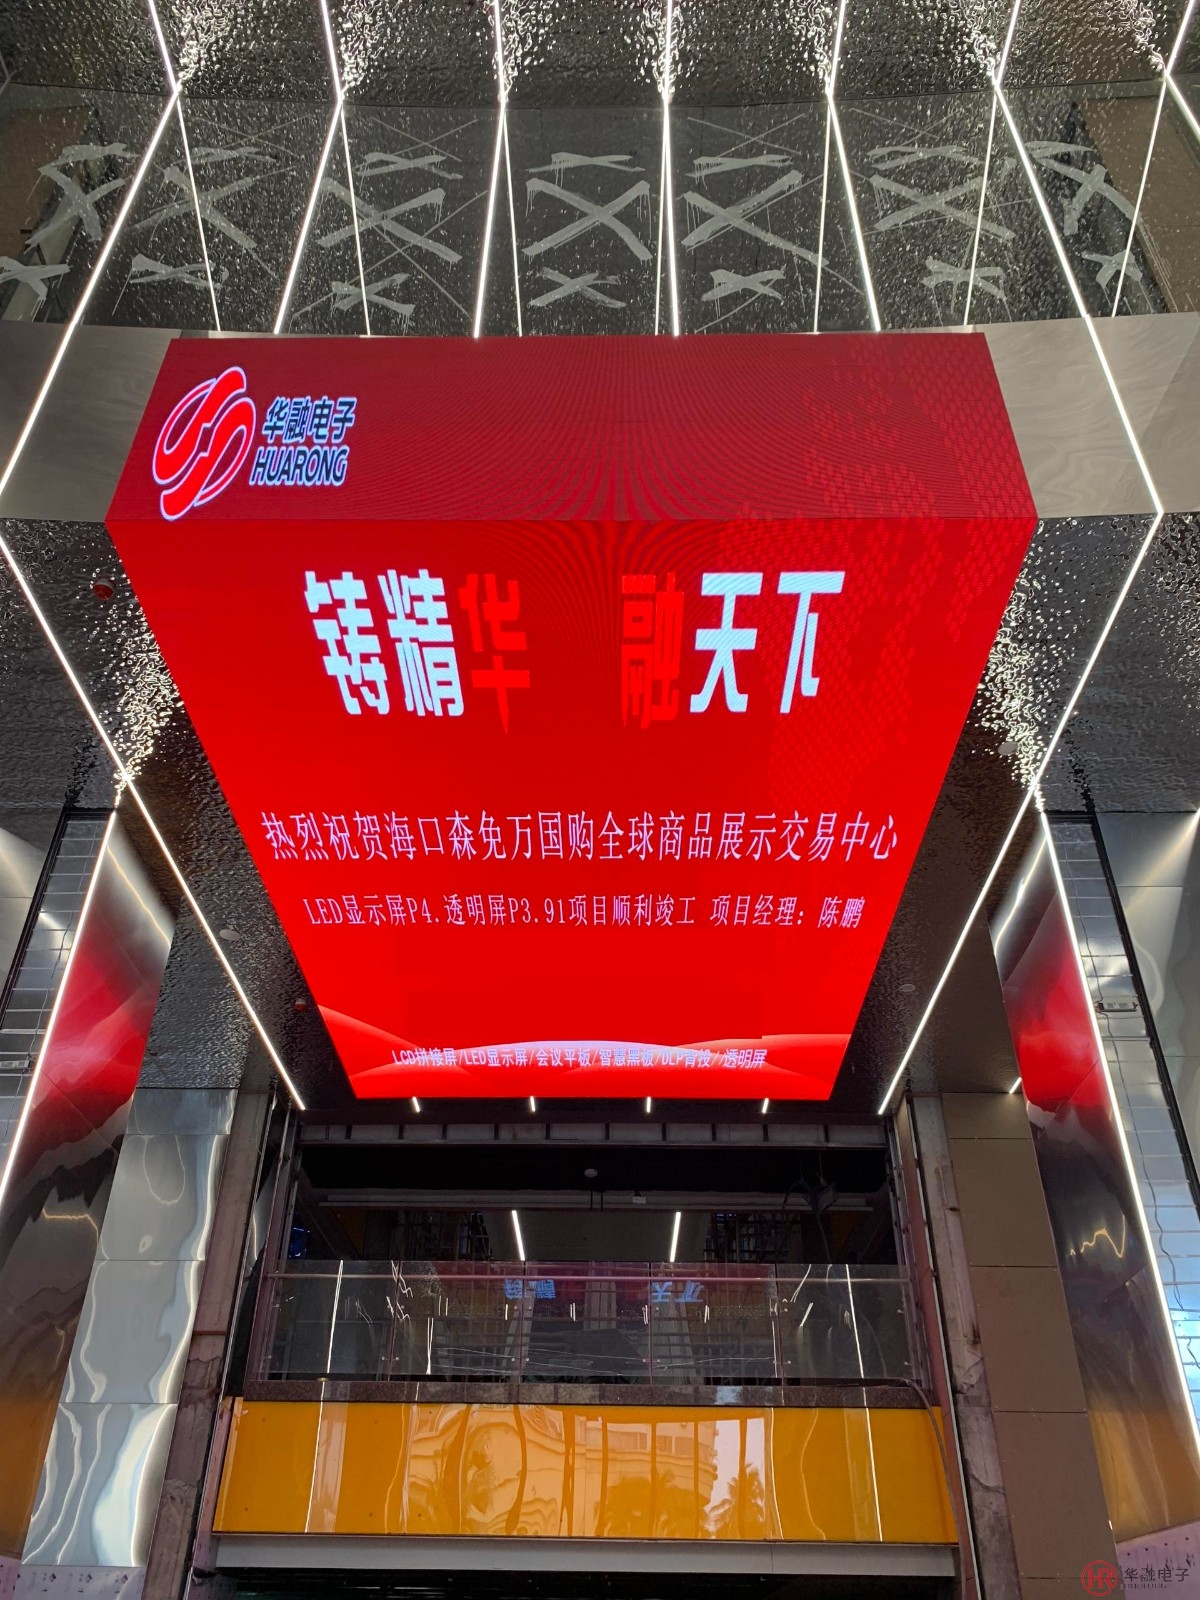 华融电子
HUARONG
铸精华 融天下
热烈祝贺海口森免万国购全球商品展示交易中心
LED显示屏P4.透明屏P3.91项目顺利竣工 项目经理：陈鹏
LCD拼接屏/LED显示屏/会议平板/智慧黑板/DLP背投/透明屏
华融电子